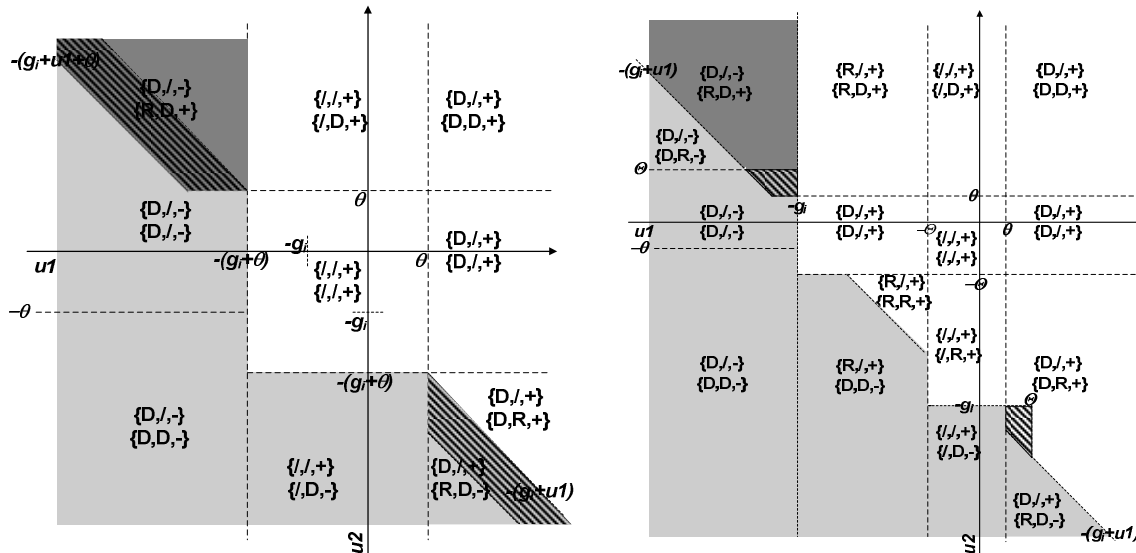 -(gᵢ+u1+θ)
{D,/,-}
{R,D,+}
{/,/,+}
{/,D,+}
{D,/,+}
{D,D,+}
θ
{D,/,-}
{D,/,-}
u1
-(gᵢ+θ)
-gᵢ
θ
{D,/,+}
{D,/,+}
{/,/,+}
{/,/,+}
-θ
-gᵢ
-(gᵢ+θ)
{D,/,-}
{D,D,-}
{D,/,+}
{D,R,+}
{/,/,+}
{/,D,-}
{D,/,+}
{R,D,-}
-(gᵢ+u1)
u2
-(gᵢ+u1)
{D,/,-}
{R,D,+}
{R,/,+}
{R,D,+}
{/,/,+}
{/,D,+}
{D,/,+}
{D,D,+}
{D,/,-}
{D,R,-}
Θ
θ
-gᵢ
{D,/,-}
{D,/,-}
u1
-θ
{D,/,+}
{D,/,+}
-Θ
θ
{/,/,+}
{/,/,+}
{D,/,+}
{D,/,+}
-Θ
{R,/,+}
{R,R,+}
{/,/,+}
{/,R,+}
{D,/,-}
{D,D,-}
{R,/,+}
{D,D,-}
{D,/,+}
{D,R,+}
-gᵢ
Θ
{/,/,+}
{/,D,-}
{D,/,+}
{R,D,-}
-(gᵢ+u1)
u2